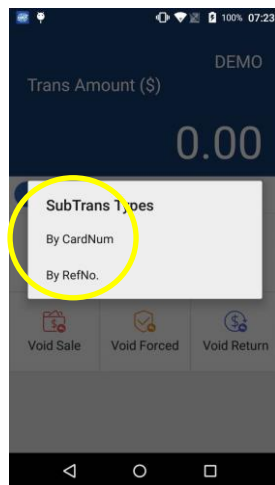 100% 07:23
DEMO
Trans Amount ($)
0.00
SubTrans Types
By CardNum
By RefNo.
Void Sale Void Forced Void Return